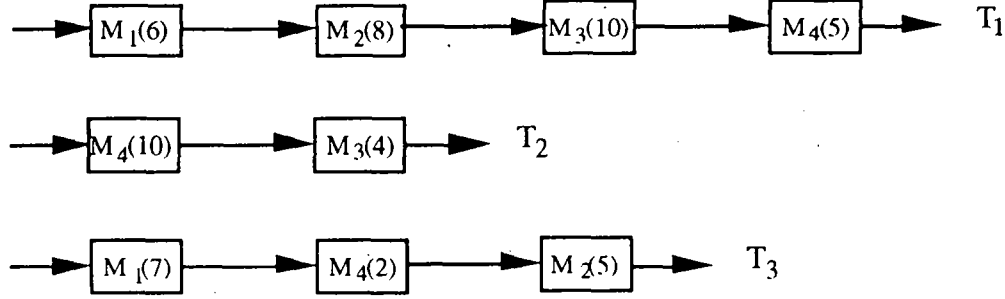 M1(6) M2(8) M3(10) M4(5) T1
M4(10) M3(4) T2
M1(7) M4(2) M2(5) T3